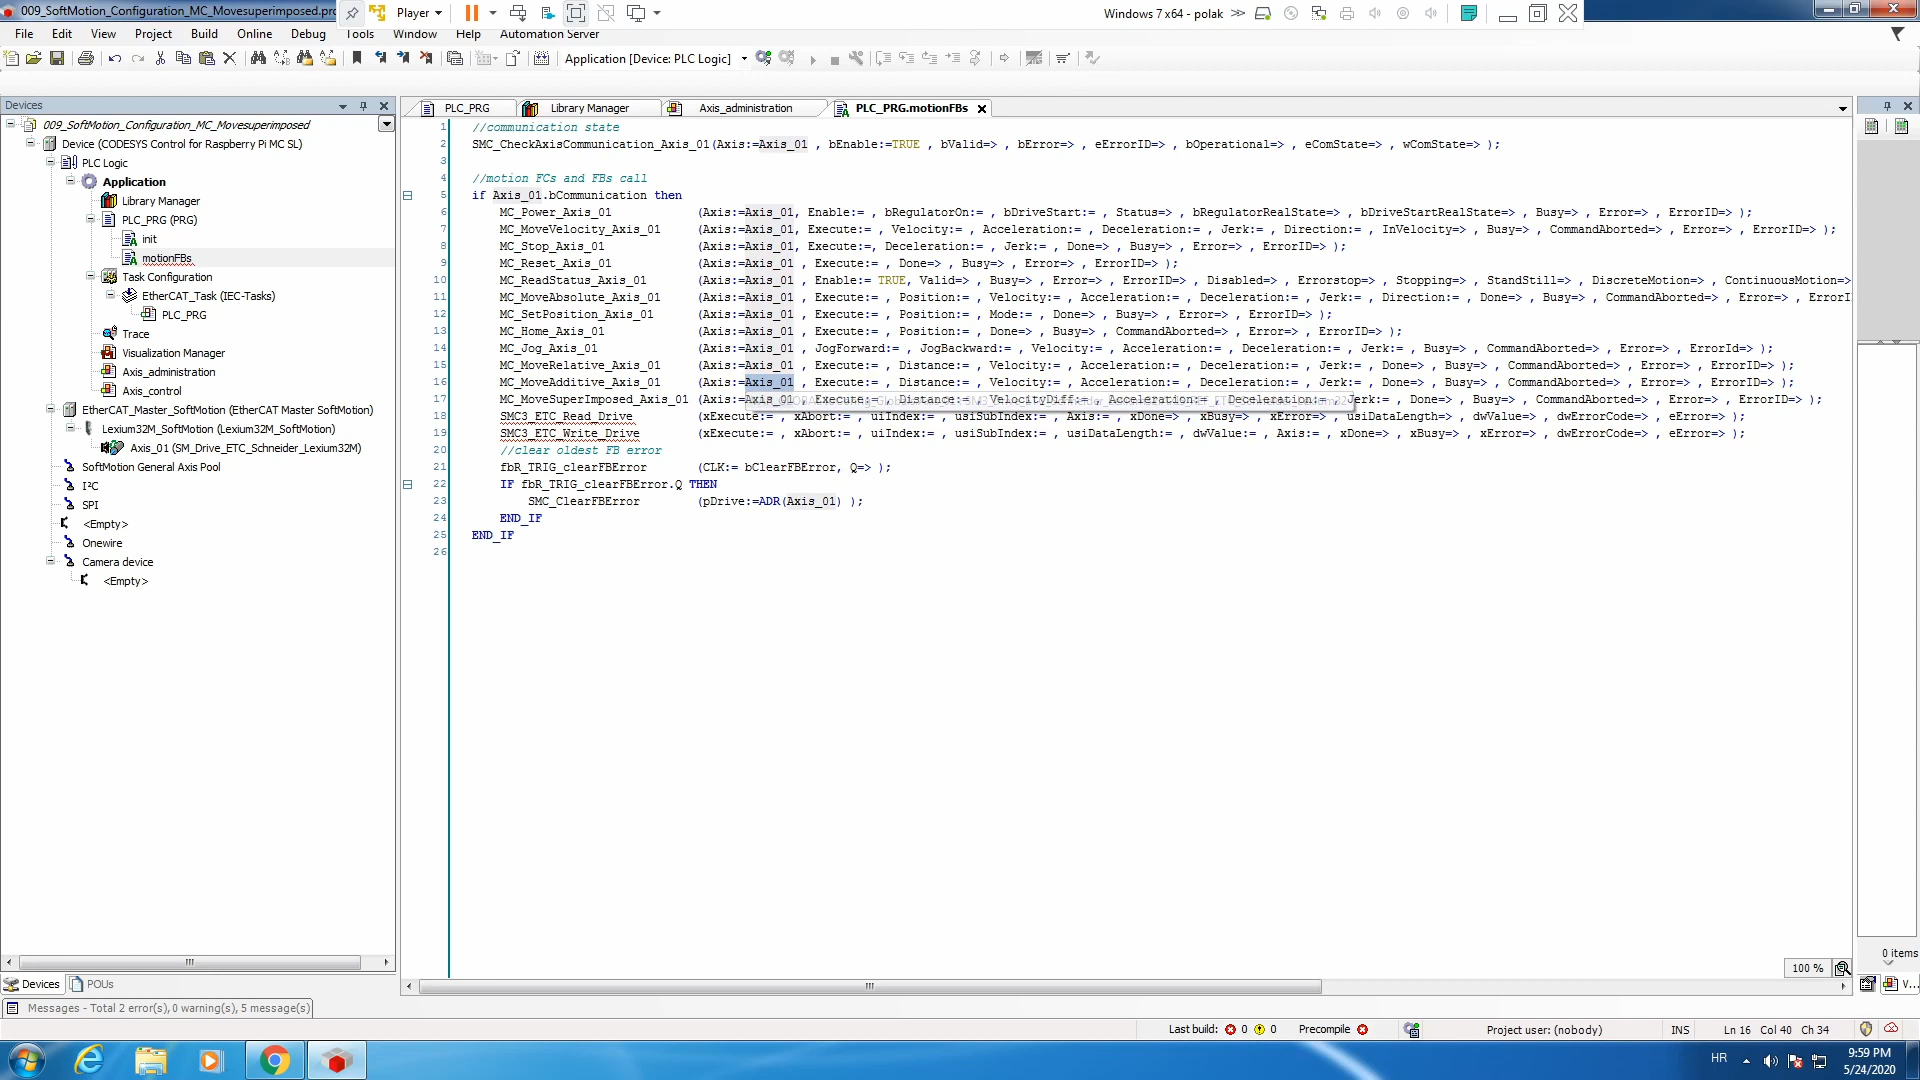 009_SoftMotion_Configuration_MC_Movesuperimposed.pro
Player
Windows 7 x64 - polak
File Edit View Project Build Online Debug Tools Window Help Automation Server
Application [Device: PLC Logic]
Devices
009_SoftMotion_Configuration_MC_Movesuperimposed
Device (CODESYS Control for Raspberry Pi MC SL)
PLC Logic
Application
Library Manager
PLC_PRG (PRG)
init
motionFBs
Task Configuration
EtherCAT_Task (IEC-Tasks)
PLC_PRG
Trace
Visualization Manager
Axis_administration
Axis_control
EtherCAT_Master_SoftMotion (EtherCAT Master SoftMotion)
Lexium32M_SoftMotion (Lexium32M_SoftMotion)
Axis_01 (SM_Drive_ETC_Schneider_Lexium32M)
SoftMotion General Axis Pool
I²C
SPI
<Empty>
Onewire
Camera device
<Empty>
Devices POUs
PLC_PRG Library Manager Axis_administration PLC_PRG.motionFBs
1 //communication state
2 SMC_CheckAxisCommunication_Axis_01(Axis:=Axis_01 , bEnable:=TRUE , bValid=> , bError=> , eErrorID=> , bOperational=> , eComState=> , wComState=> );
3
4 //motion FCs and FBs call
5 if Axis_01.bCommunication then
6 MC_Power_Axis_01 (Axis:=Axis_01, Enable:= , bRegulatorOn:= , bDriveStart:= , Status=> , bRegulatorRealState=> , bDriveStartRealState=> , Busy=> , Error=> , ErrorID=> );
7 MC_MoveVelocity_Axis_01 (Axis:=Axis_01, Execute:= , Velocity:= , Acceleration:= , Deceleration:= , Jerk:= , Direction:= , InVelocity=> , Busy=> , CommandAborted=> , Error=> , ErrorID=> );
8 MC_Stop_Axis_01 (Axis:=Axis_01 , Execute:=, Deceleration:= , Jerk:= , Done=> , Busy=> , Error=> , ErrorID=> );
9 MC_Reset_Axis_01 (Axis:=Axis_01 , Execute:= , Done=> , Busy=> , Error=> , ErrorID=> );
10 MC_ReadStatus_Axis_01 (Axis:=Axis_01 , Enable:= TRUE, Valid=> , Busy=> , Error=> , ErrorID=> , Disabled=> , Errorstop=> , Stopping=> , StandStill=> , DiscreteMotion=> , ContinuousMotion=>
11 MC_MoveAbsolute_Axis_01 (Axis:=Axis_01 , Execute:= , Position:= , Velocity:= , Acceleration:= , Deceleration:= , Jerk:= , Direction:= , Done=> , Busy=> , CommandAborted=> , Error=> , ErrorI
12 MC_SetPosition_Axis_01 (Axis:=Axis_01 , Execute:= , Position:= , Mode:= , Done=> , Busy=> , Error=> , ErrorID=> );
13 MC_Home_Axis_01 (Axis:=Axis_01 , Execute:= , Position:= , Done=> , Busy=> , CommandAborted=> , Error=> , ErrorID=> );
14 MC_Jog_Axis_01 (Axis:=Axis_01 , JogForward:= , JogBackward:= , Velocity:= , Acceleration:= , Deceleration:= , Jerk:= , Busy=> , CommandAborted=> , Error=> , ErrorId=> );
15 MC_MoveRelative_Axis_01 (Axis:=Axis_01 , Execute:= , Distance:= , Velocity:= , Acceleration:= , Deceleration:= , Jerk:= , Done=> , Busy=> , CommandAborted=> , Error=> , ErrorID=> );
16 MC_MoveAdditive_Axis_01 (Axis:=Axis_01 , Execute:= , Distance:= , Velocity:= , Acceleration:= , Deceleration:= , Jerk:= , Done=> , Busy=> , CommandAborted=> , Error=> , ErrorID=> );
17 MC_MoveSuperImposed_Axis_01 (Axis:=Axis_01 , Execute:= , Distance:= , VelocityDiff:= , Acceleration:= , Deceleration:= , Jerk:= , Done=> , Busy=> , CommandAborted=> , Error=> , ErrorID=> );
18 SMC3_ETC_Read_Drive (xExecute:= , xAbort:= , uiIndex:= , usiSubIndex:= , Axis:= , xDone=> , xBusy=> , xError=> , usiDataLength=> , dwValue=> , dwErrorCode=> , eError=> );
19 SMC3_ETC_Write_Drive (xExecute:= , xAbort:= , uiIndex:= , usiSubIndex:= , usiDataLength:= , dwValue:= , Axis:= , xDone=> , xBusy=> , xError=> , dwErrorCode=> , eError=> );
20 //clear oldest FB error
21 fbR_TRIG_clearFBError (CLK:= bClearFBError, Q=> );
22 IF fbR_TRIG_clearFBError.Q THEN
23 SMC_ClearFBError (pDrive:=ADR(Axis_01) );
24 END_IF
25 END_IF
26
100 %
0 items
V...
Messages - Total 2 error(s), 0 warning(s), 5 message(s)
Last build: 0 0 Precompile Project user: (nobody) INS Ln 16 Col 40 Ch 34
HR 9:59 PM
5/24/2020